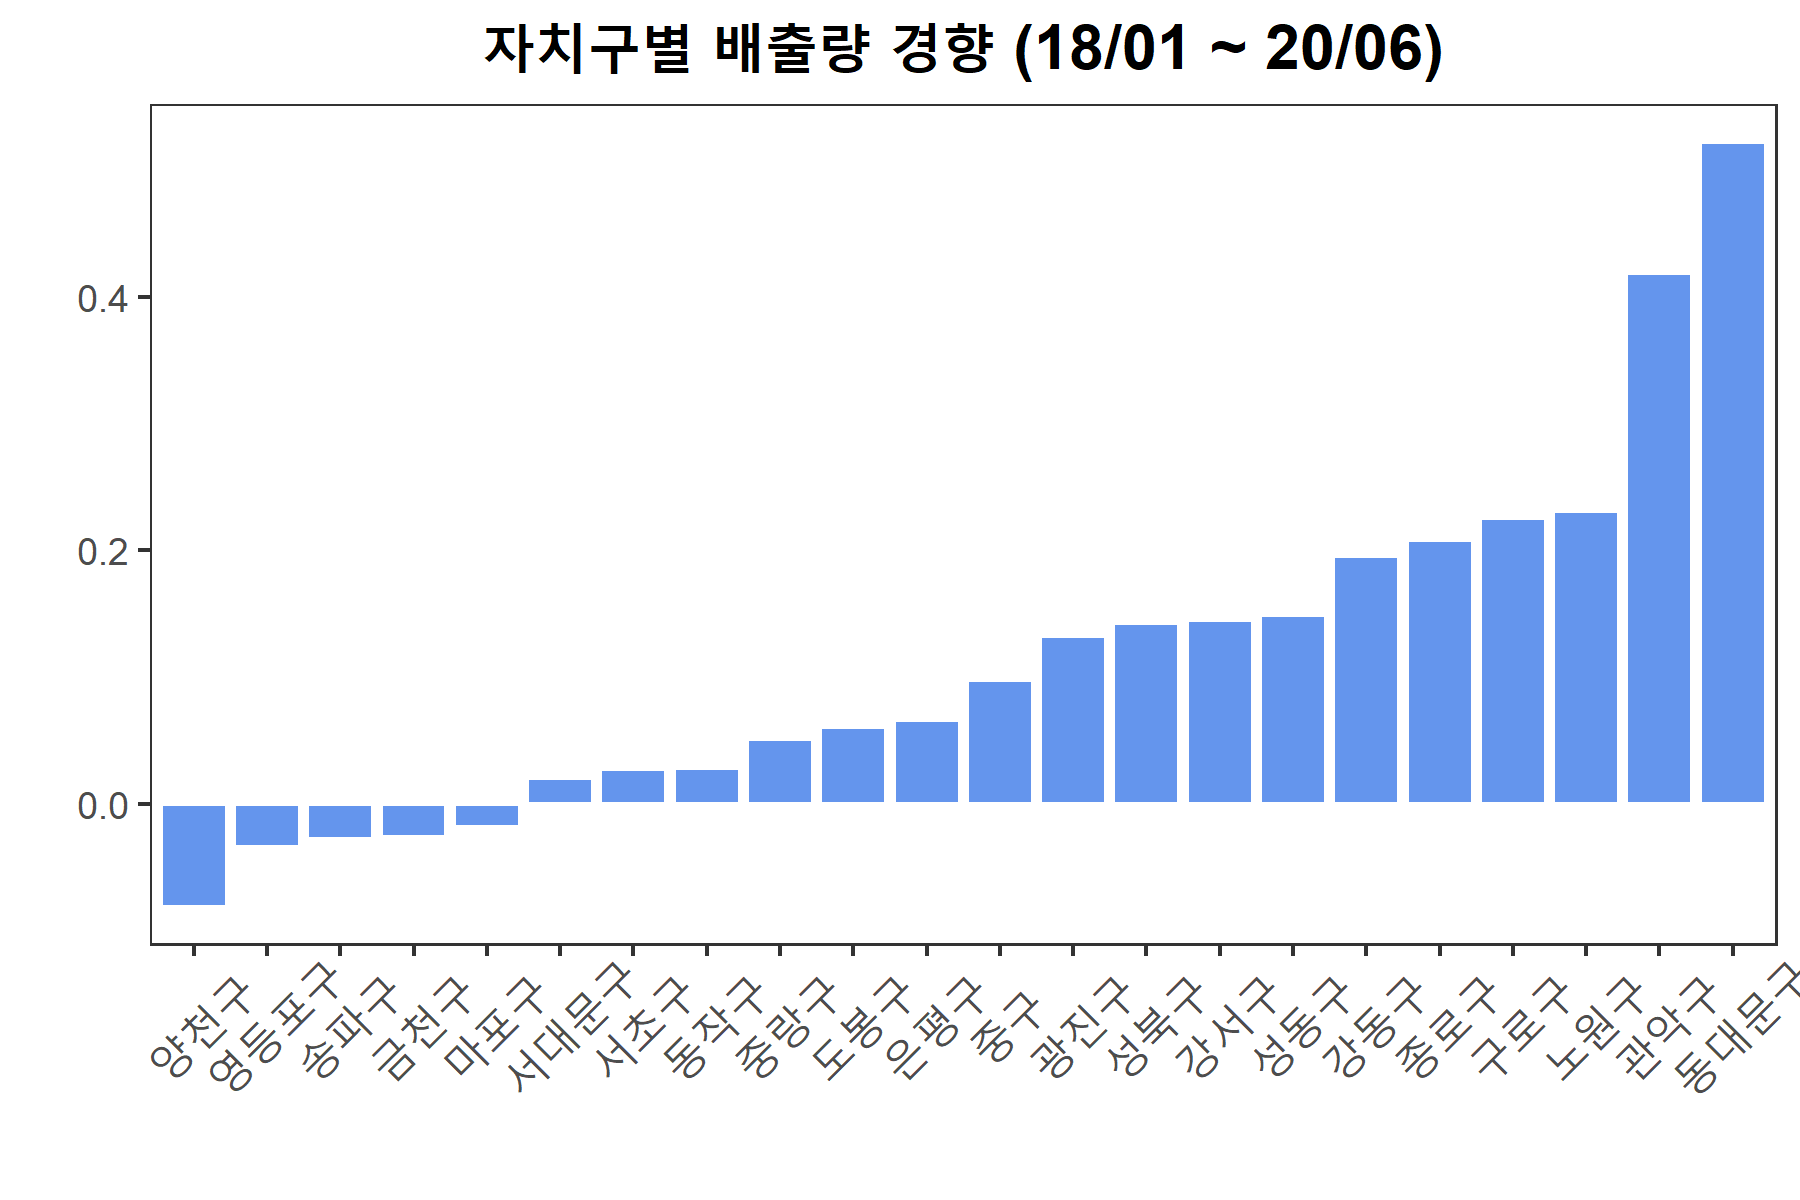 자치구별 배출량 경향 (18/01 ~ 20/06)
0.4
0.2
0.0
양천구
영등포구
송파구
금천구
마포구
서대문구
서초구
동작구
중랑구
도봉구
은평구
중구
광진구
성북구
강서구
성동구
강동구
종로구
구로구
노원구
관악구
동대문구